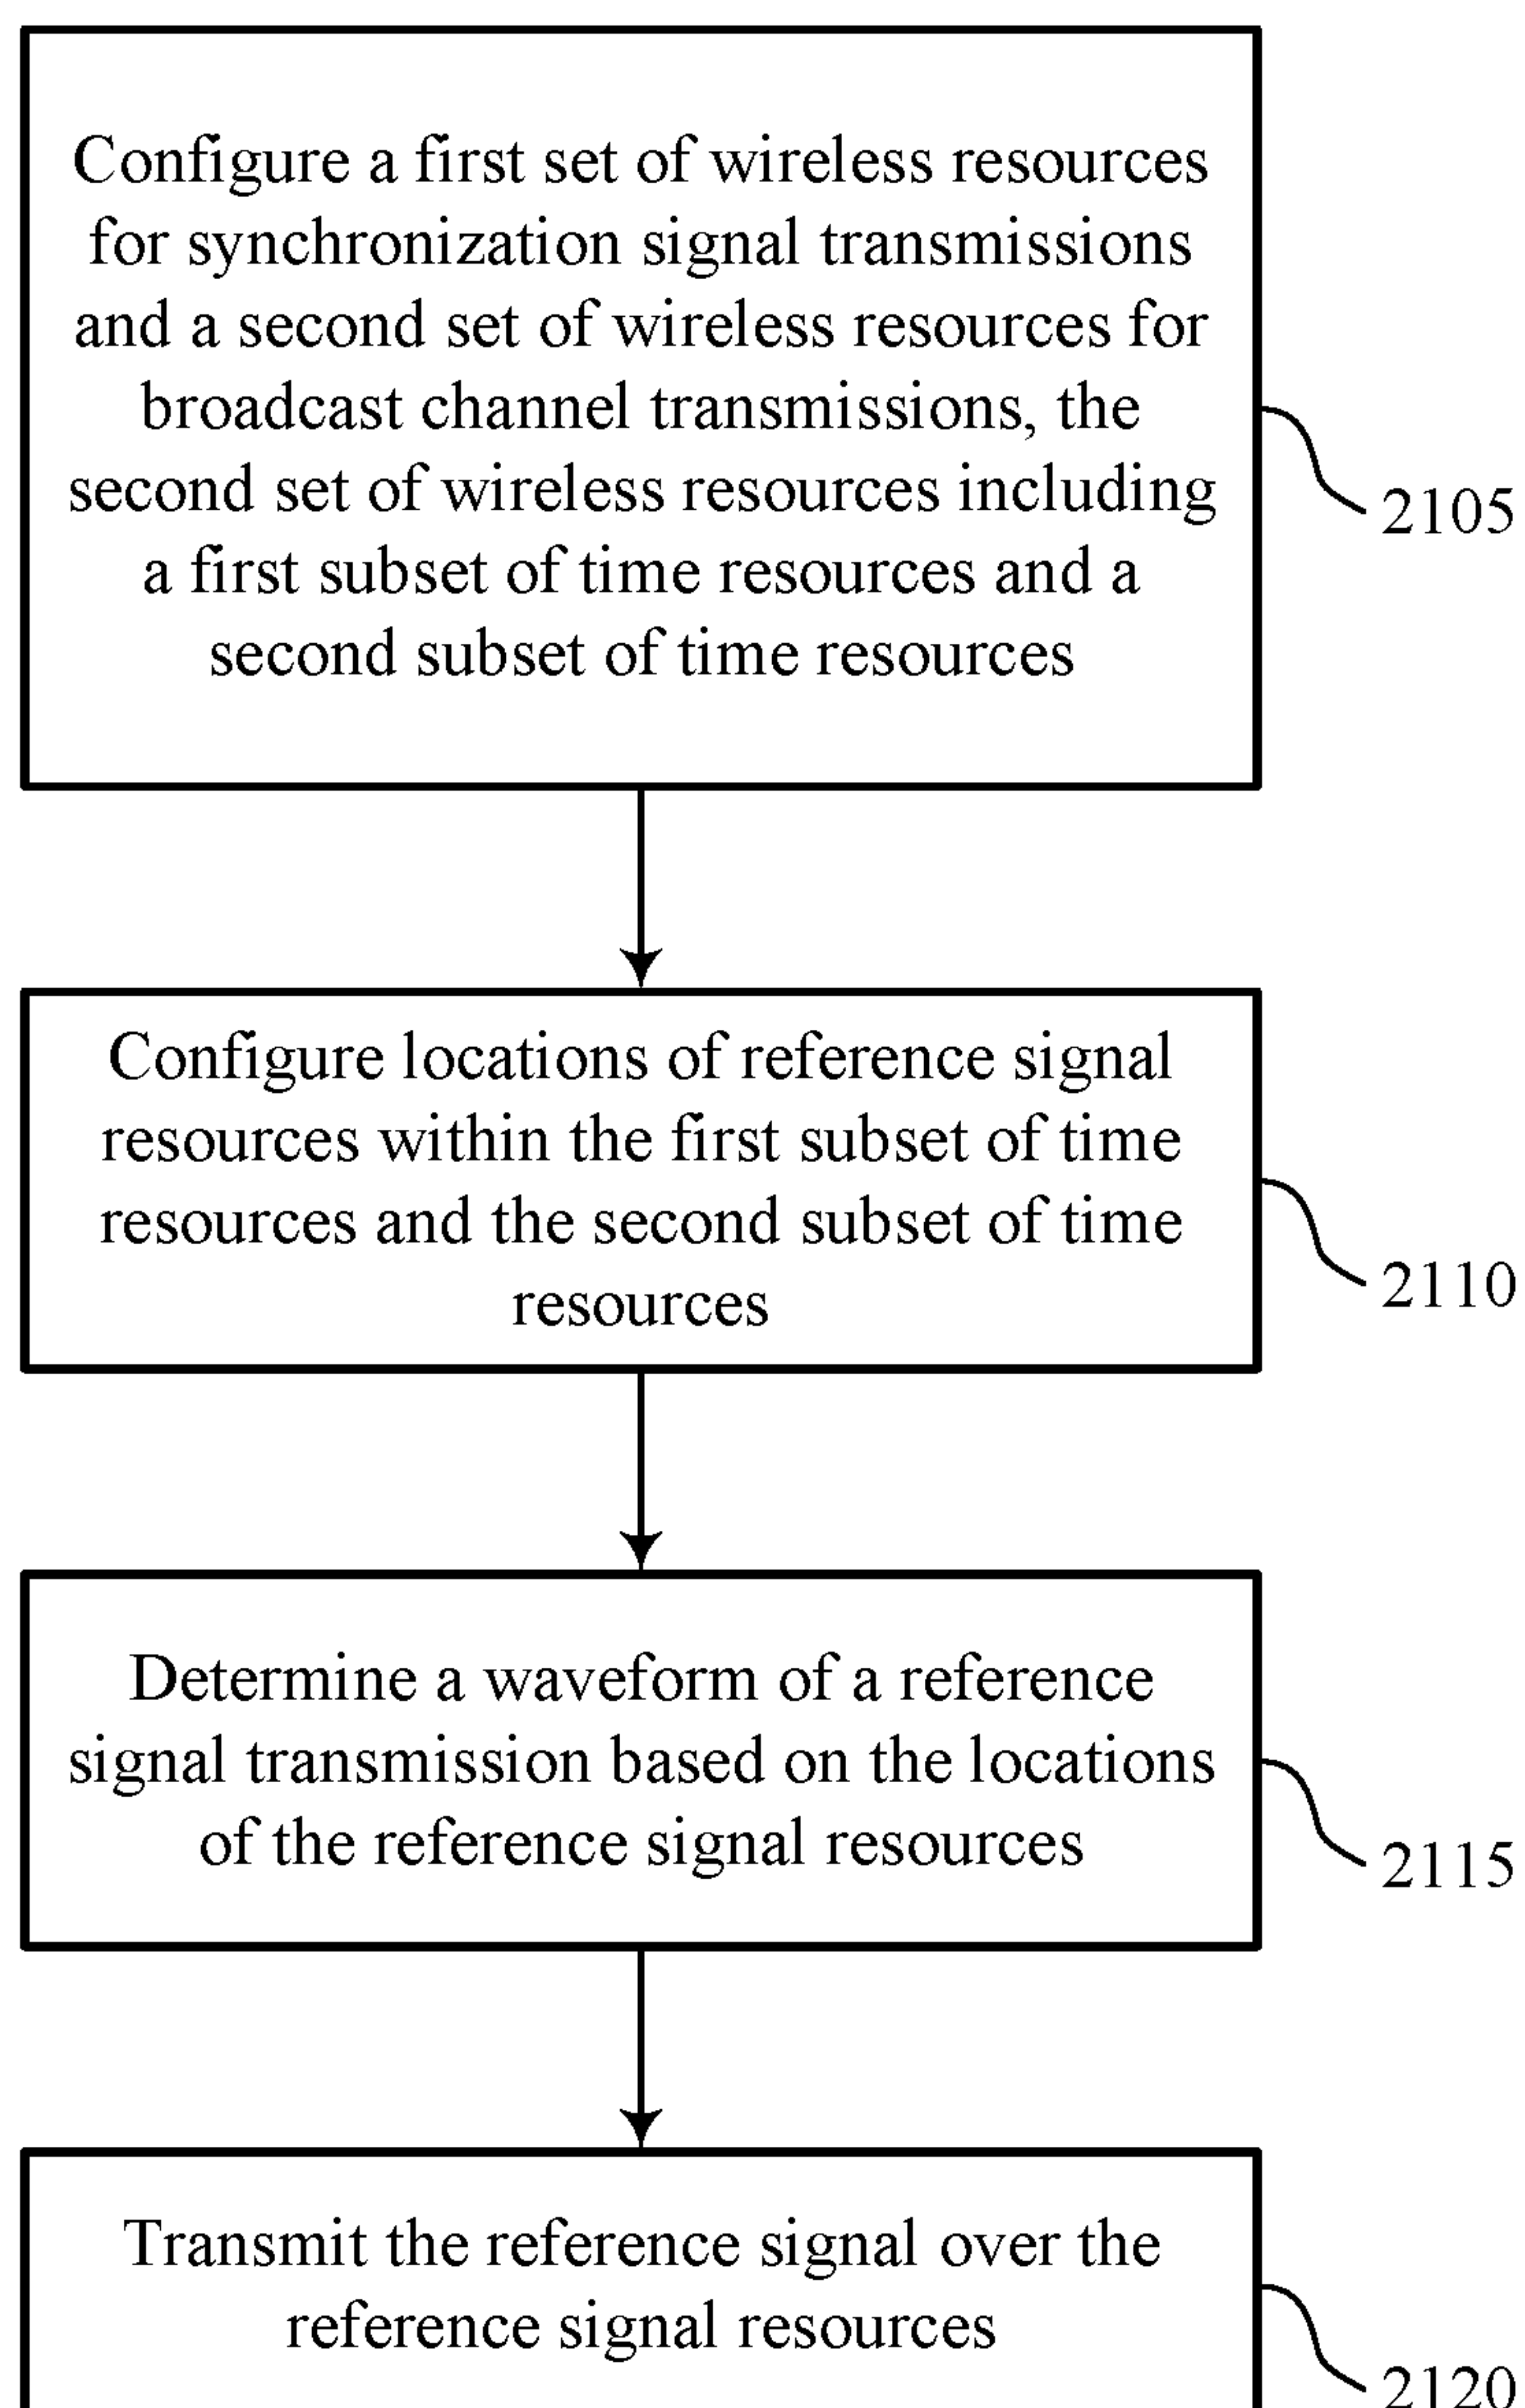 Configure a first set of wireless resources
for synchronization signal transmissions
and a second set of wireless resources for
broadcast channel transmissions, the
second set of wireless resources including
a first subset of time resources and a
second subset of time resources
2105
Configure locations of reference signal
resources within the first subset of time
resources and the second subset of time
resources
2110
Determine a waveform of a reference
signal transmission based on the locations
of the reference signal resources
2115
Transmit the reference signal over the
reference signal resources
2120